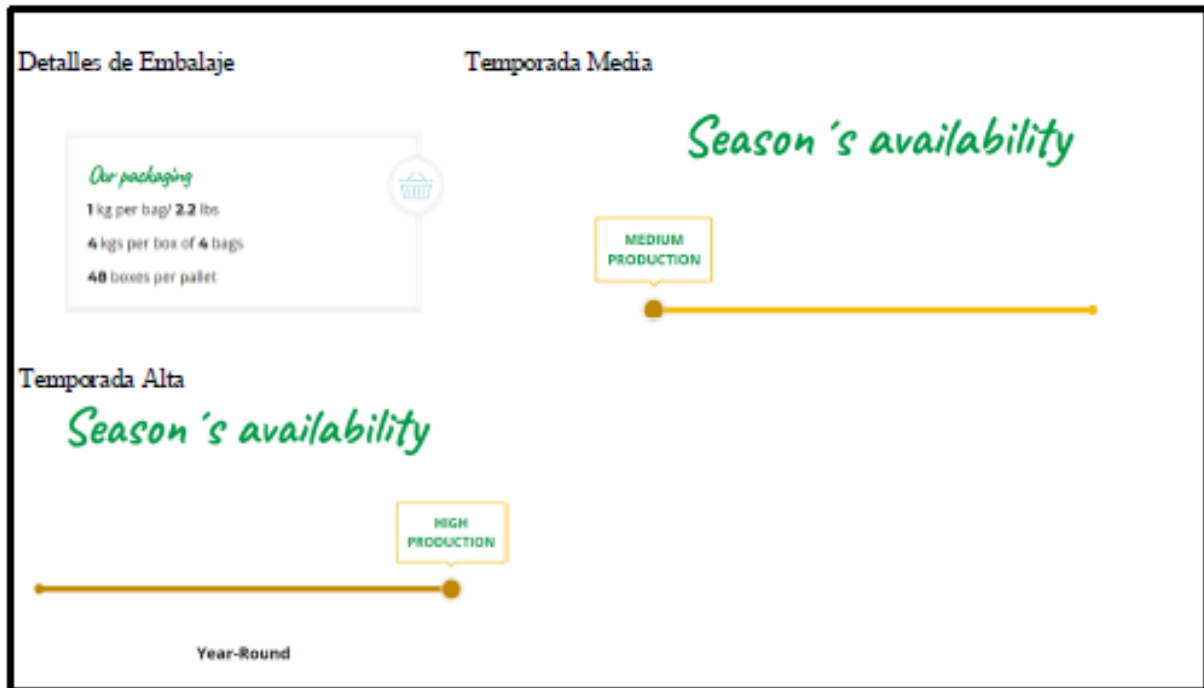 Detalles de Embalaje
Our packaging
1 kg per bag/ 2.2 lbs
4 kgs per box of 4 bags
48 boxes per pallet
Temporada Media
Season´s availability
MEDIUM
PRODUCTION
Temporada Alta
Season´s availability
HIGH
PRODUCTION
Year-Round